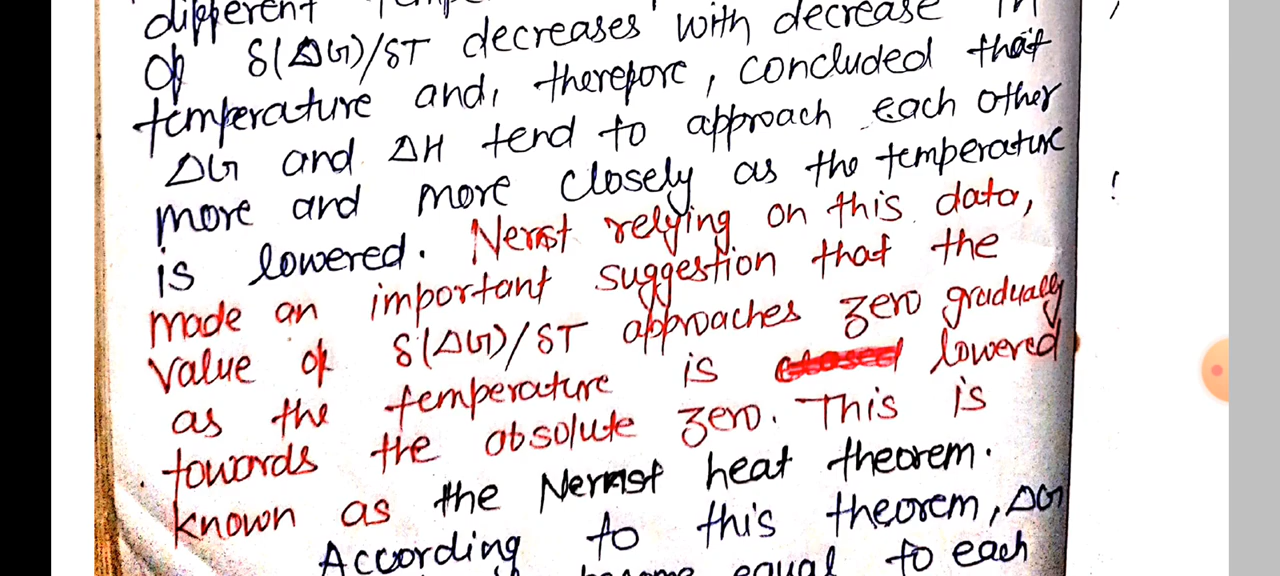 different
of δ(ΔG)/δT decreases with decrease in
temperature and, therefore, concluded that
ΔG and ΔH tend to approach each other
more and more closely as the temperature
is lowered. Nernst relying on this data,
made an important suggestion that the
value of δ(ΔG)/δT approaches zero gradually
as the temperature is lowered
towards the absolute zero. This is
known as the Nernst heat theorem.
According to this theorem, ΔG
become equal to each